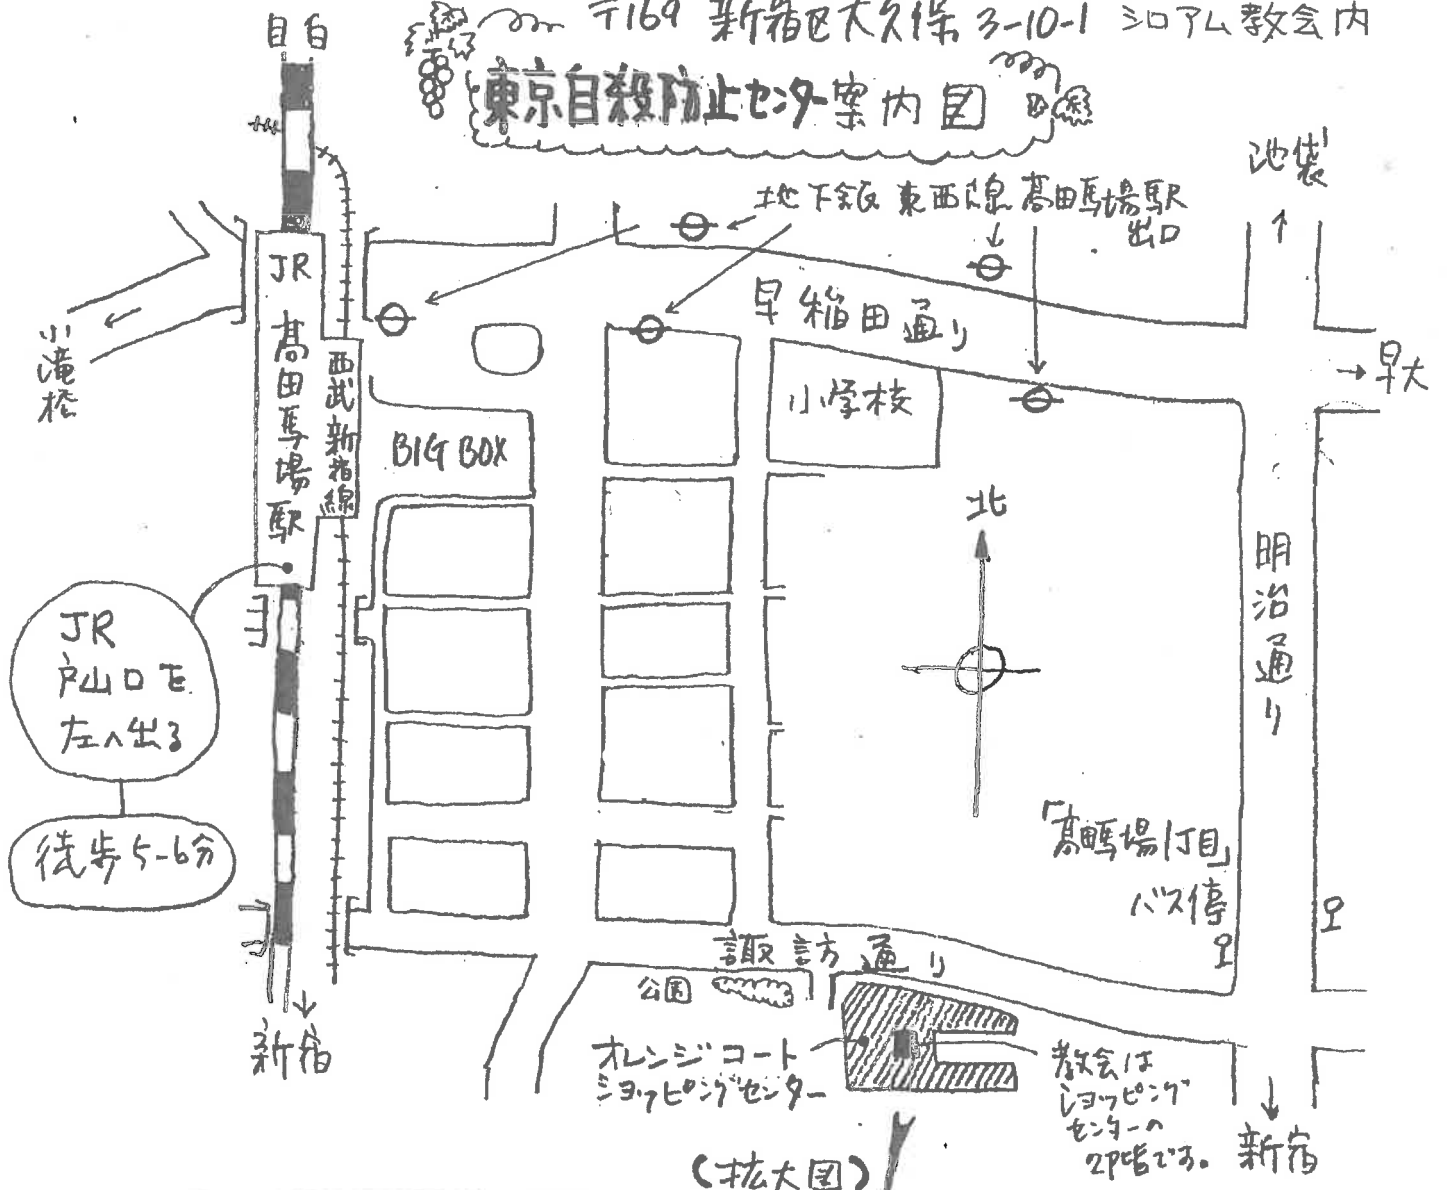 〒169 新宿区大久保 3-10-1 シロアム教会内
東京自殺防止センター案内図
目白
池袋
地下鉄 東西線 高田馬場駅
出口
早稲田通り
小滝橋
JR
高田馬場駅
西武新宿線
早大
小学校
BIG BOX
北
明治通り
JR
戸山口を
左へ出る
徒歩5-6分
「高田馬場1丁目」
バス停
諏訪通り
公園
新宿
オレンジコート
ショッピングセンター
教会は
ショッピング
センターの
2F階です。
新宿
(拡大図)